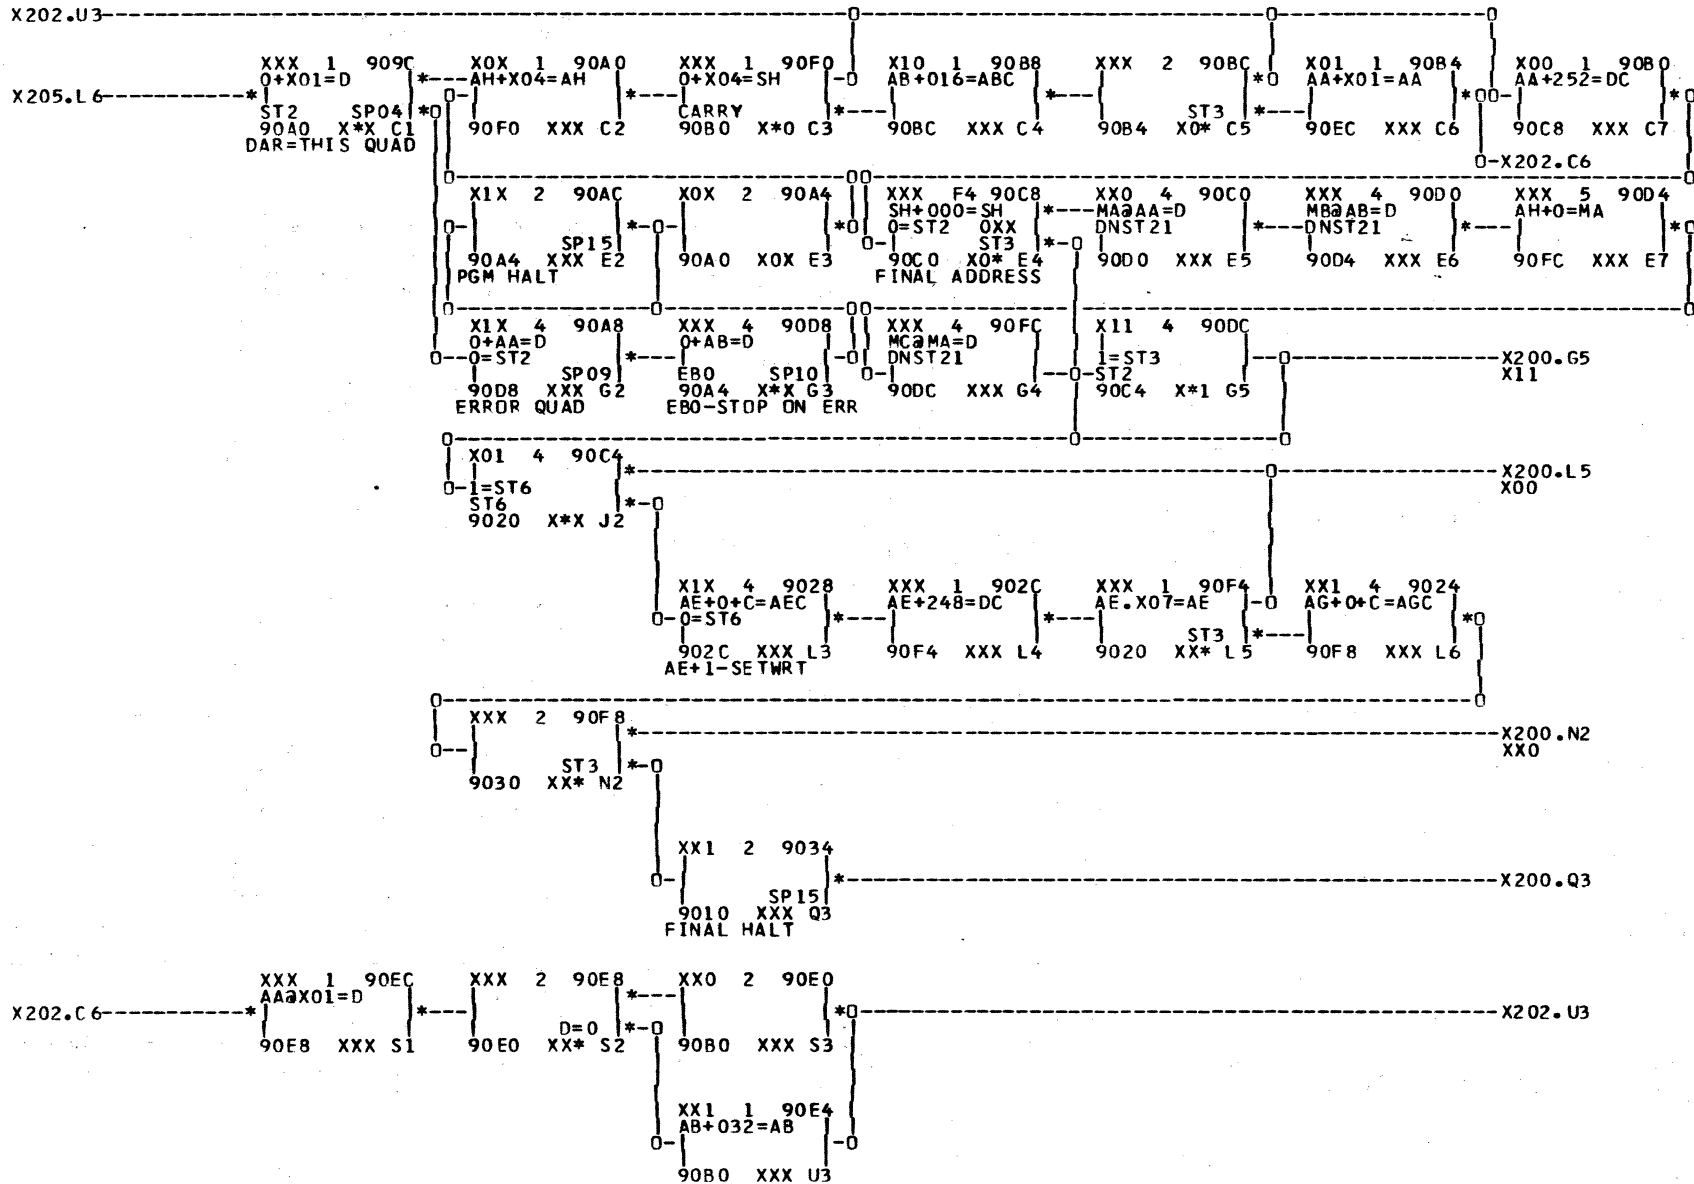 X202.U3
XXX 1 909C X0X 1 90A0 XXX 1 90F0 X10 1 90B8 XXX 2 90BC X01 1 90B4 X00 1 90B0
0+X01=D AH+X04=AH 0+X04=SH AB+016=ABC AA+X01=AA AA+252=DC
X205.L6
ST2 SP04 CARRY ST3
90A0 X*X C1 90F0 XXX C2 90B0 X*0 C3 90BC XXX C4 90B4 X0* C5 90EC XXX C6 90C8 XXX C7
DAR=THIS QUAD
X202.C6
X1X 2 90AC X0X 2 90A4 XXX F4 90C8 XX0 4 90C0 XXX 4 90D0 XXX 5 90D4
SH+000=SH MA@AA=D MB@AB=D AH+0=MA
0=ST2 0XX DNST21 DNST21
SP15 ST3
90A4 XXX E2 90A0 X0X E3 90C0 X0* E4 90D0 XXX E5 90D4 XXX E6 90FC XXX E7
PGM HALT FINAL ADDRESS
X1X 4 90A8 XXX 4 90D8 XXX 4 90FC X11 4 90DC
0+AA=D 0+AB=D MC@MA=D
0=ST2 DNST21 1=ST3 X200.G5
SP09 EB0 SP10 ST2 X11
90D8 XXX G2 90A4 X*X G3 90DC XXX G4 90C4 X*1 G5
ERROR QUAD EB0-STOP ON ERR
X01 4 90C4
X200.L5
1=ST6 X00
ST6
9020 X*X J2
X1X 4 9028 XXX 1 902C XXX 1 90F4 XX1 4 9024
AE+0+C=AEC AE+248=DC AE.X07=AE AG+0+C=AGC
0=ST6
ST3
902C XXX L3 90F4 XXX L4 9020 XX* L5 90F8 XXX L6
AE+1-SETWRT
XXX 2 90F8
X200.N2
XX0
ST3
9030 XX* N2
XX1 2 9034
X200.Q3
SP15
9010 XXX Q3
FINAL HALT
XXX 1 90EC XXX 2 90E8 XX0 2 90E0
AA@X01=D
X202.C6 X202.U3
D=0
90E8 XXX S1 90E0 XX* S2 90B0 XXX S3
XX1 1 90E4
AB+032=AB
90B0 XXX U3